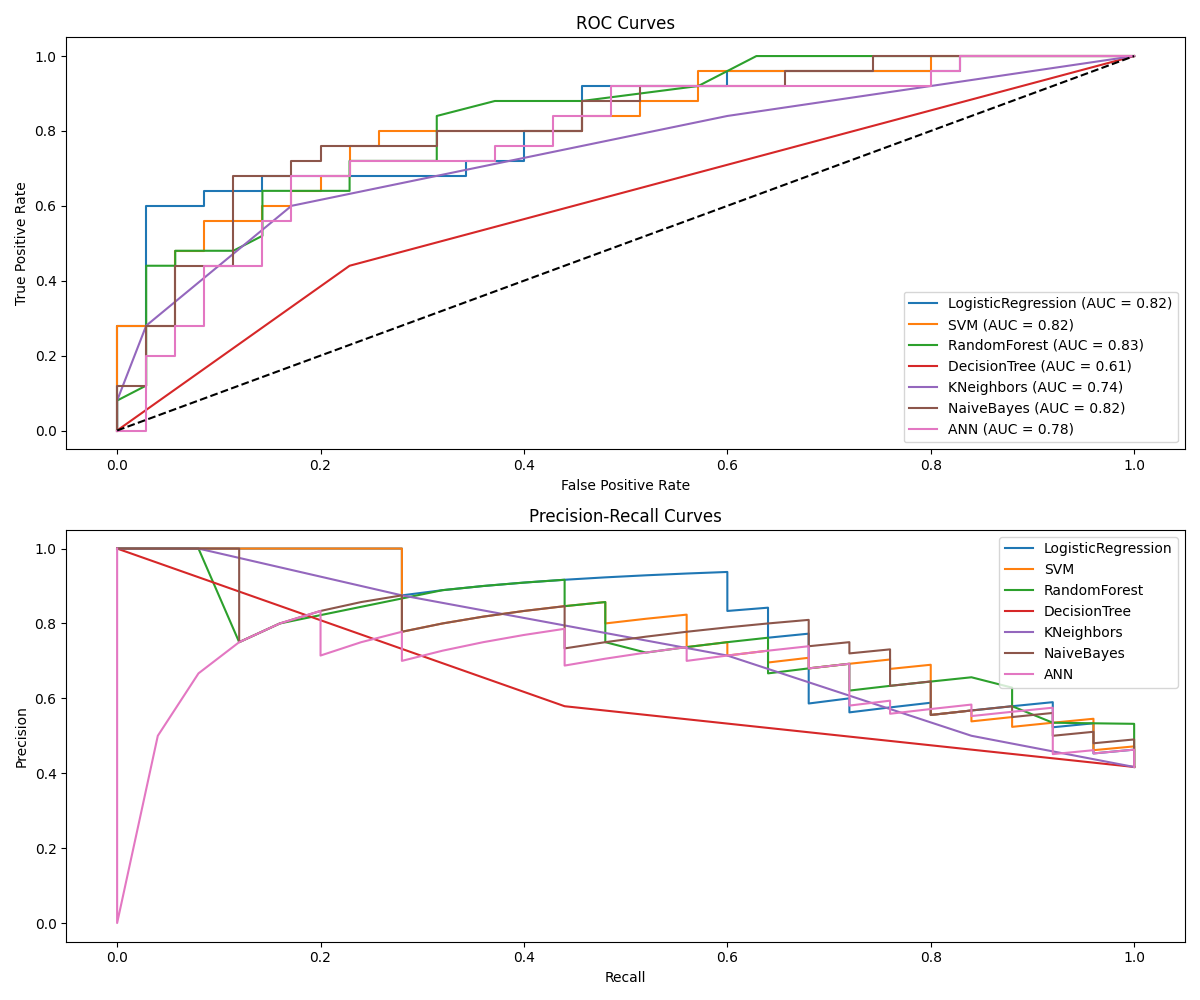 ROC Curves
1.0
0.8
0.6
0.4
0.2
0.0
True Positive Rate
LogisticRegression (AUC = 0.82)
SVM (AUC = 0.82)
RandomForest (AUC = 0.83)
DecisionTree (AUC = 0.61)
KNeighbors (AUC = 0.74)
NaiveBayes (AUC = 0.82)
ANN (AUC = 0.78)
0.0 0.2 0.4 0.6 0.8 1.0
False Positive Rate
Precision-Recall Curves
1.0
0.8
0.6
0.4
0.2
0.0
Precision
LogisticRegression
SVM
RandomForest
DecisionTree
KNeighbors
NaiveBayes
ANN
0.0 0.2 0.4 0.6 0.8 1.0
Recall